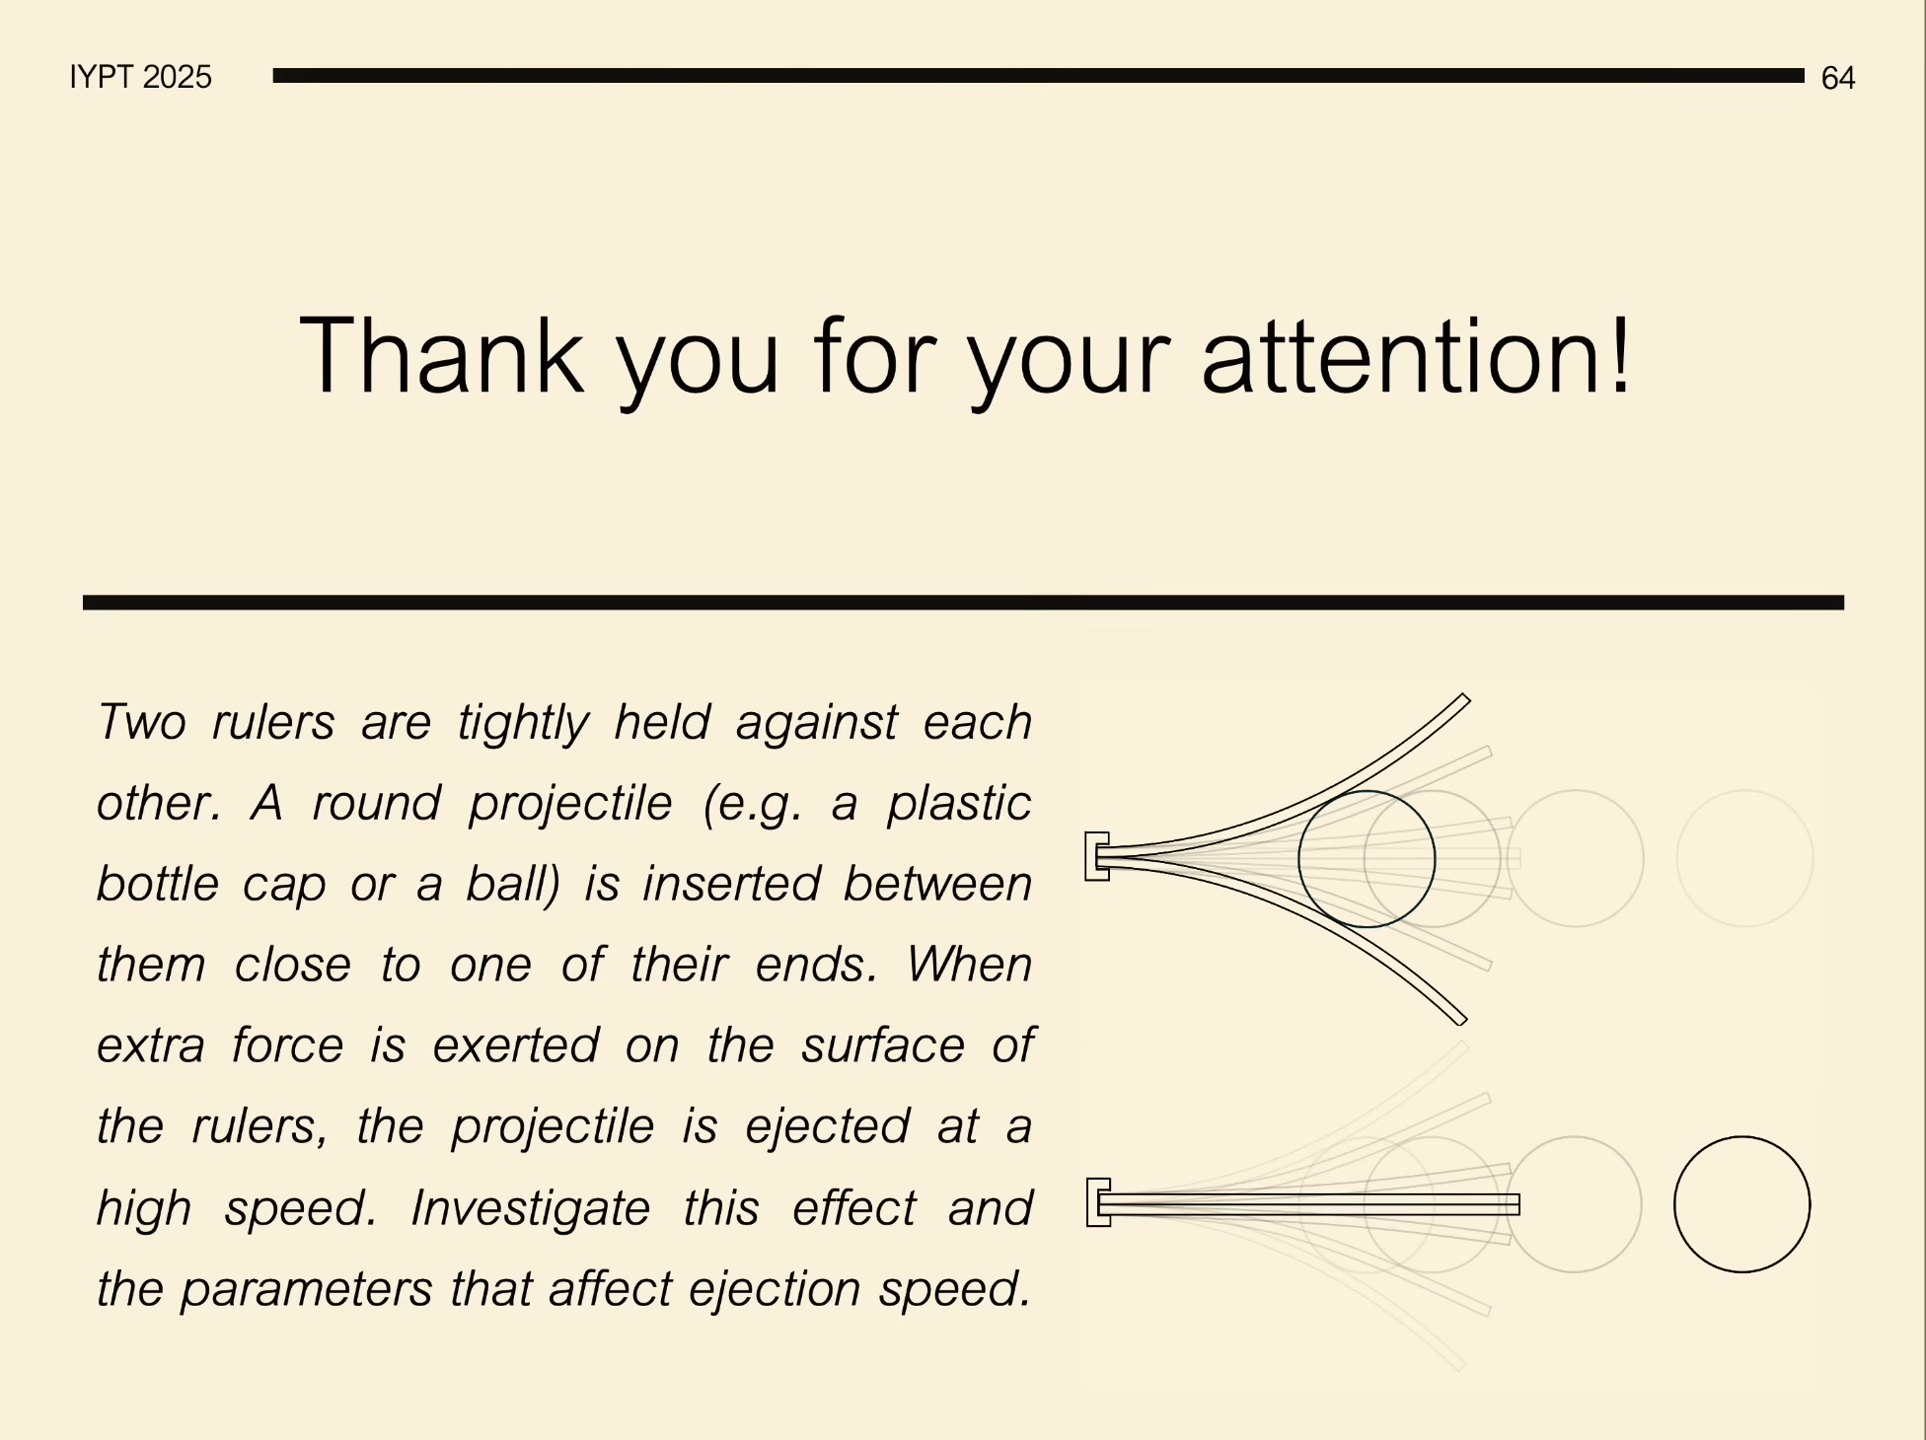 IYPT 2025
64
Thank you for your attention!
Two rulers are tightly held against each
other. A round projectile (e.g. a plastic
bottle cap or a ball) is inserted between
them close to one of their ends. When
extra force is exerted on the surface of
the rulers, the projectile is ejected at a
high speed. Investigate this effect and
the parameters that affect ejection speed.